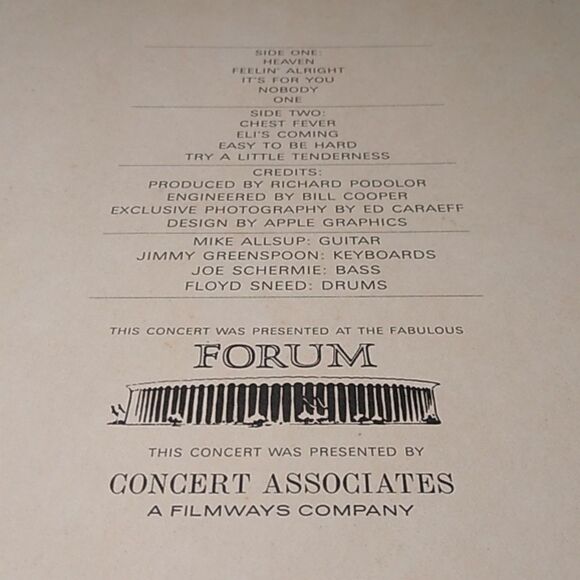 SIDE ONE:
HEAVEN
FEELIN' ALRIGHT
IT'S FOR YOU
NOBODY
ONE
SIDE TWO:
CHEST FEVER
ELI'S COMING
EASY TO BE HARD
TRY A LITTLE TENDERNESS
CREDITS:
PRODUCED BY RICHARD PODOLOR
ENGINEERED BY BILL COOPER
EXCLUSIVE PHOTOGRAPHY BY ED CARAEFF
DESIGN BY APPLE GRAPHICS
MIKE ALLSUP: GUITAR
JIMMY GREENSPOON: KEYBOARDS
JOE SCHERMIE: BASS
FLOYD SNEED: DRUMS
THIS CONCERT WAS PRESENTED AT THE FABULOUS
FORUM
THIS CONCERT WAS PRESENTED BY
CONCERT ASSOCIATES
A FILMWAYS COMPANY